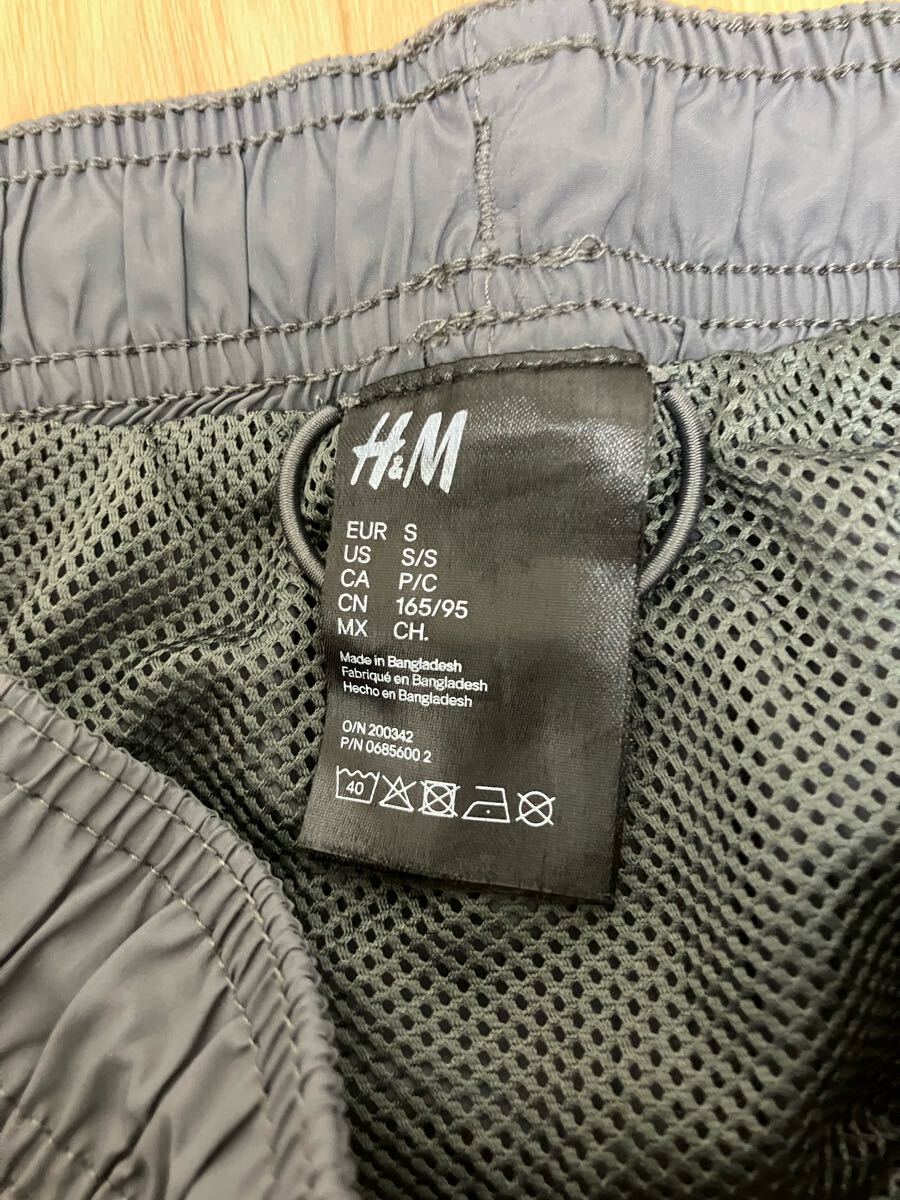 H&M
EUR S
US S/S
CA P/C
CN 165/95
MX CH.
Made in Bangladesh
Fabriqué en Bangladesh
Hecho en Bangladesh
O/N 200342
P/N 0685600 2
40